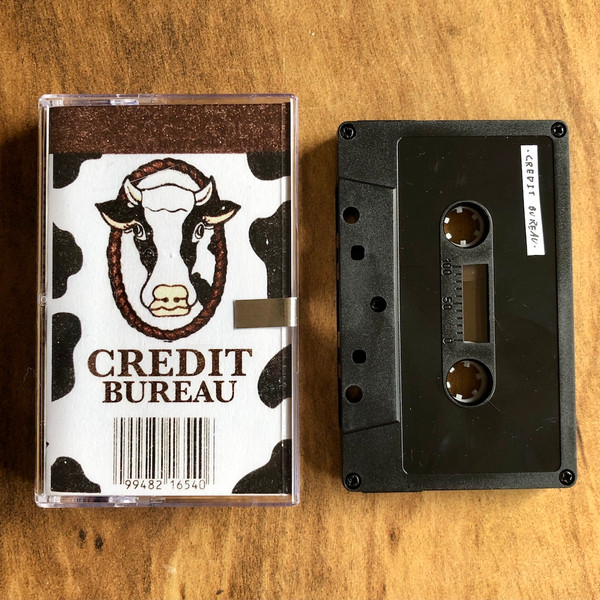 CREDIT
BUREAU
99482 16540
·CREDIT BUREAU·
100 50 0